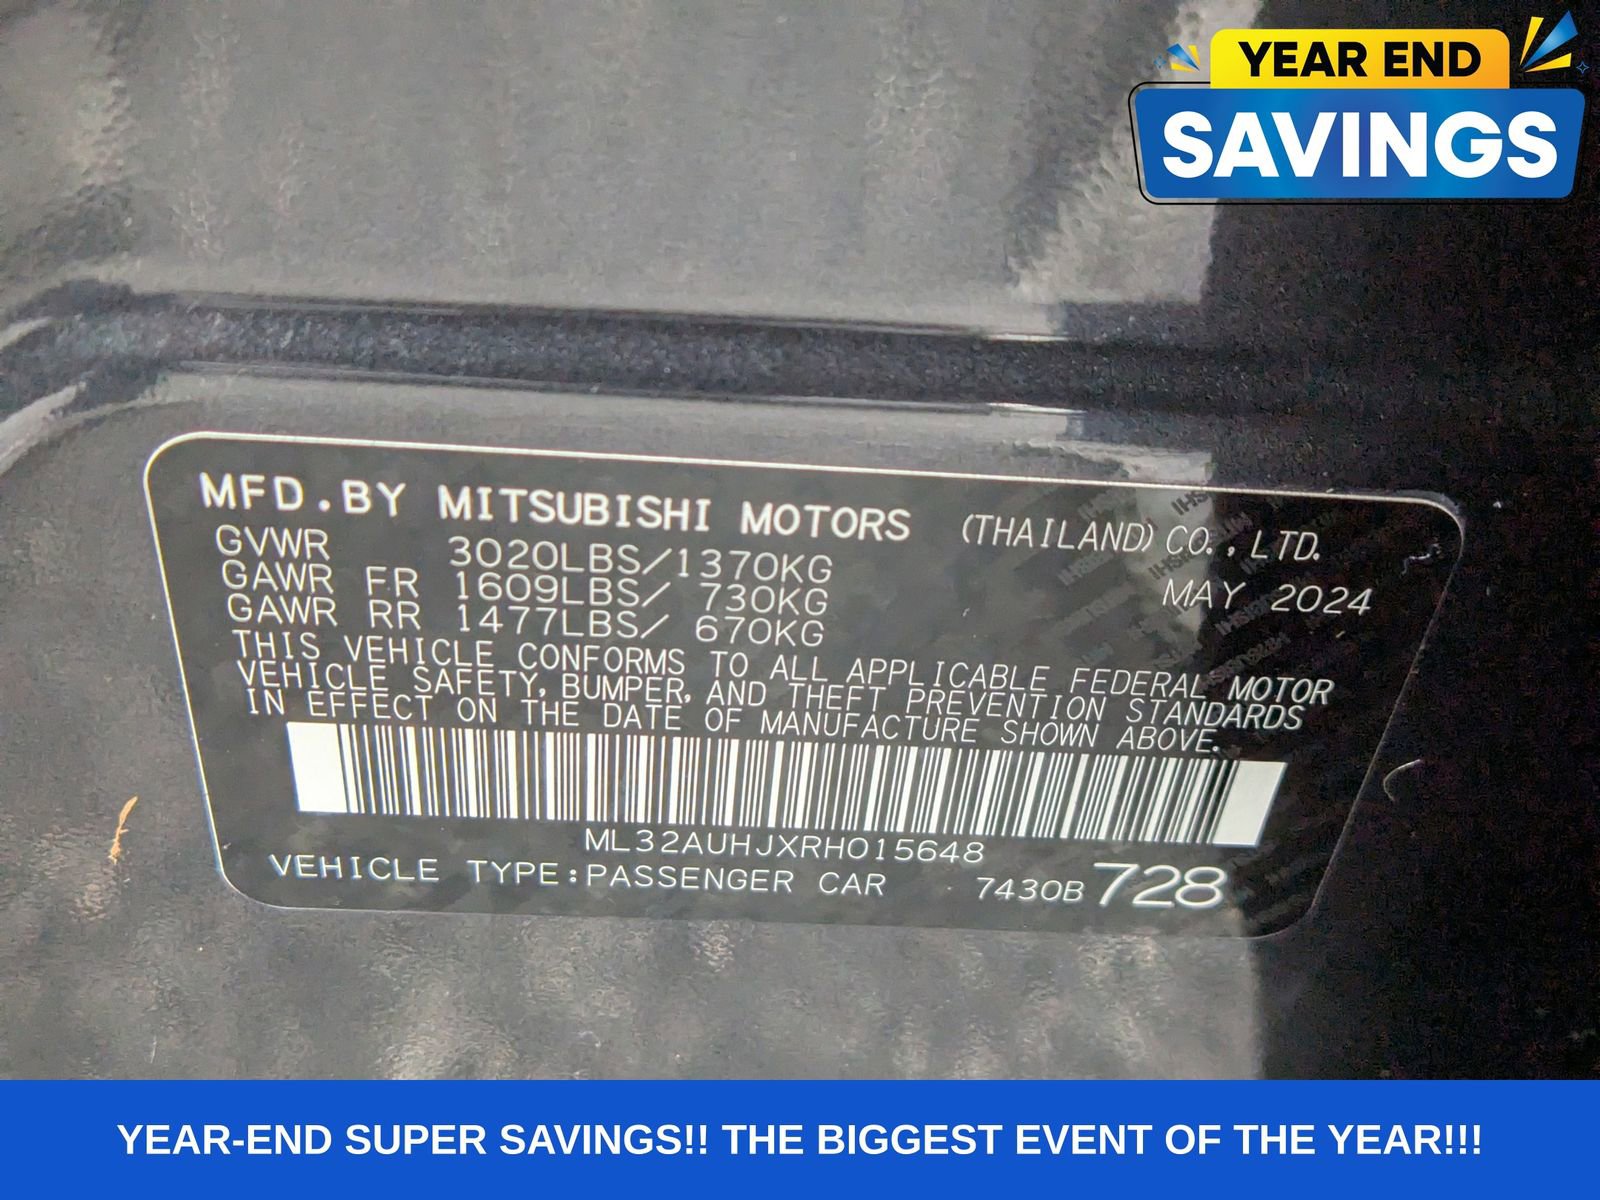 YEAR END
SAVINGS
MFD.BY MITSUBISHI MOTORS (THAILAND) CO., LTD.
GVWR 3020LBS/1370KG
GAWR FR 1609LBS/ 730KG MAY 2024
GAWR RR 1477LBS/ 670KG
THIS VEHICLE CONFORMS TO ALL APPLICABLE FEDERAL MOTOR
VEHICLE SAFETY, BUMPER, AND THEFT PREVENTION STANDARDS
IN EFFECT ON THE DATE OF MANUFACTURE SHOWN ABOVE.
ML32AUHJXRH015648
VEHICLE TYPE:PASSENGER CAR 7430B 728
YEAR-END SUPER SAVINGS!! THE BIGGEST EVENT OF THE YEAR!!!